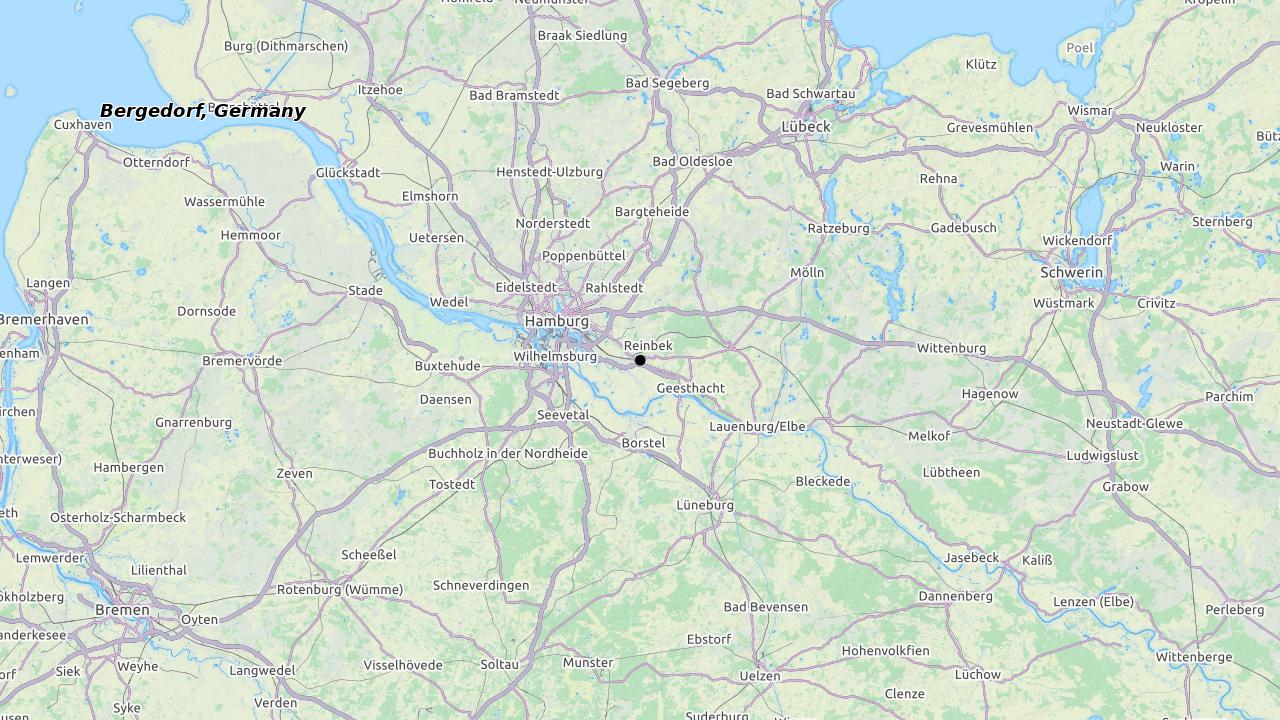 Neumünster
Kröpelin
Braak Siedlung
Burg (Dithmarschen)
Poel
Klütz
Bad Segeberg
Itzehoe
Bad Bramstedt
Bad Schwartau
Bergedorf, Germany
Wismar
Cuxhaven
Lübeck
Grevesmühlen
Neukloster
Otterndorf
Glückstadt
Henstedt-Ulzburg
Bad Oldesloe
Warin
Rehna
Wassermühle
Elmshorn
Bargteheide
Norderstedt
Ratzeburg
Gadebusch
Sternberg
Hemmoor
Uetersen
Wickendorf
Poppenbüttel
Mölln
Schwerin
Langen
Stade
Eidelstedt
Rahlstedt
Wedel
Wüstmark
Crivitz
Dornsode
Bremerhaven
Hamburg
Reinbek
Wittenburg
Wilhelmsburg
Bremervörde
Buxtehude
Geesthacht
Hagenow
Parchim
Daensen
Seevetal
Gnarrenburg
Lauenburg/Elbe
Neustadt-Glewe
Melkof
Borstel
Buchholz in der Nordheide
Ludwigslust
Hambergen
Zeven
Lübtheen
Tostedt
Bleckede
Grabow
Lüneburg
Osterholz-Scharmbeck
Scheeßel
Lemwerder
Jasebeck
Kaliß
Lilienthal
Schneverdingen
Rotenburg (Wümme)
Dannenberg
Lenzen (Elbe)
Bremen
Bad Bevensen
Perleberg
Oyten
Ebstorf
Hohenvolkfien
Wittenberge
Siek
Weyhe
Langwedel
Visselhövede
Soltau
Munster
Uelzen
Lüchow
Clenze
Verden
Syke
Suderburg